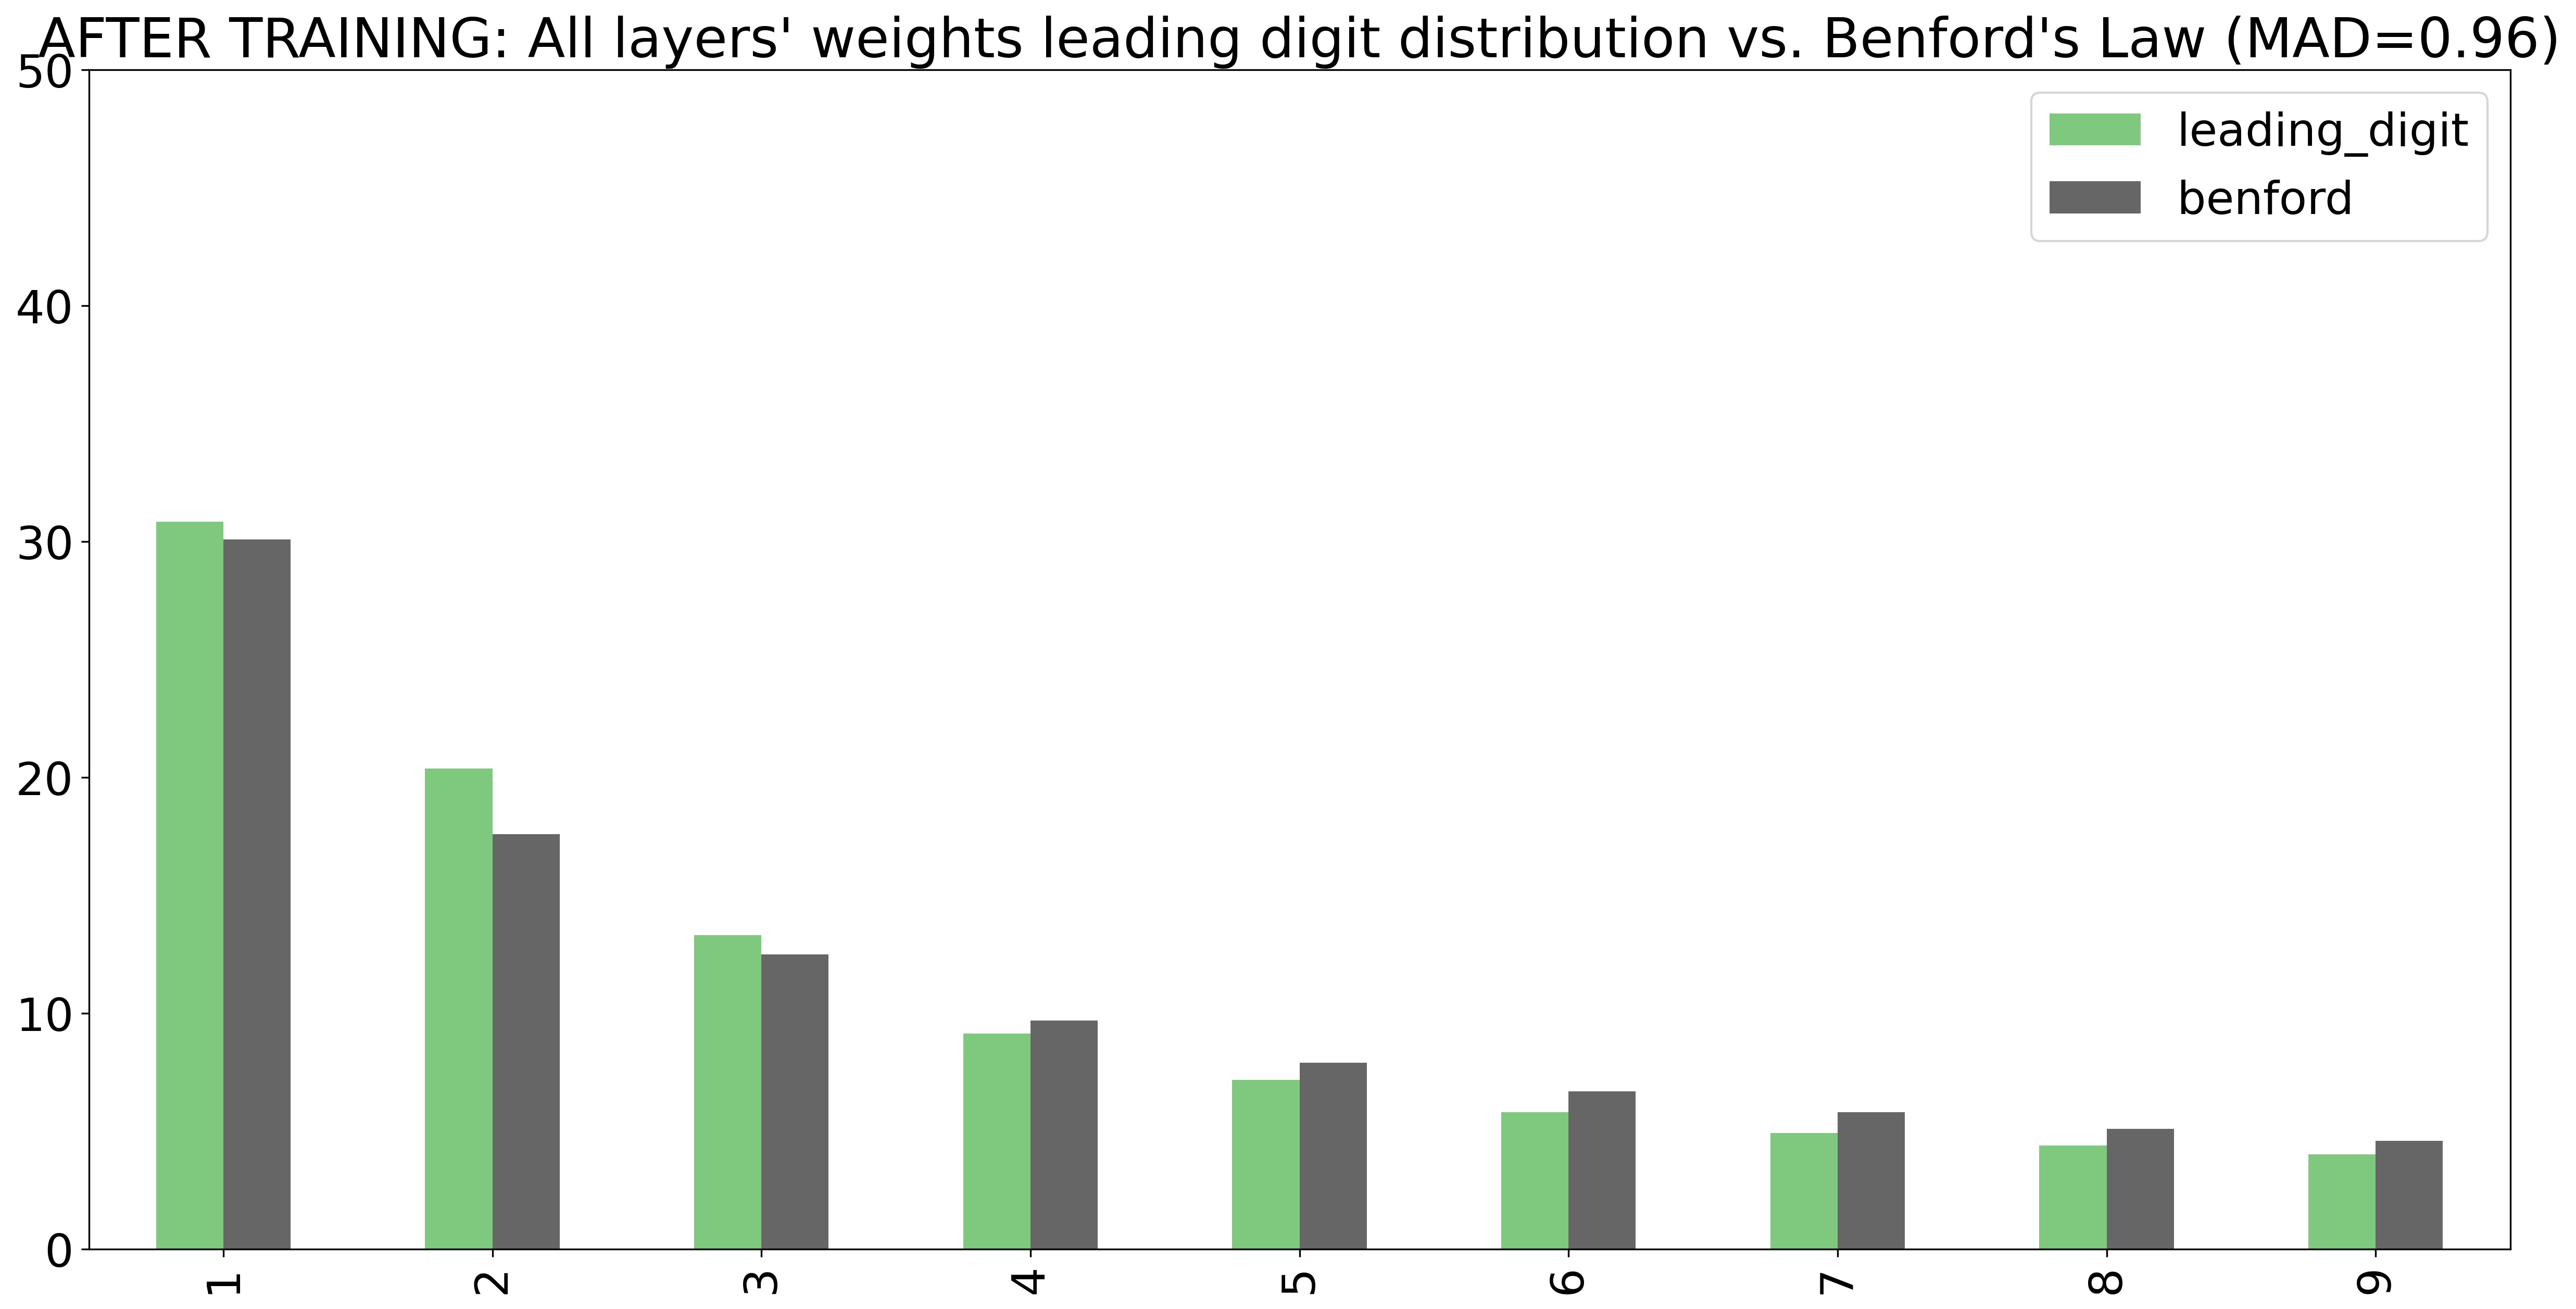 AFTER TRAINING: All layers' weights leading digit distribution vs. Benford's Law (MAD=0.96)
50
40
30
20
10
0
leading_digit
benford
1 2 3 4 5 6 7 8 9